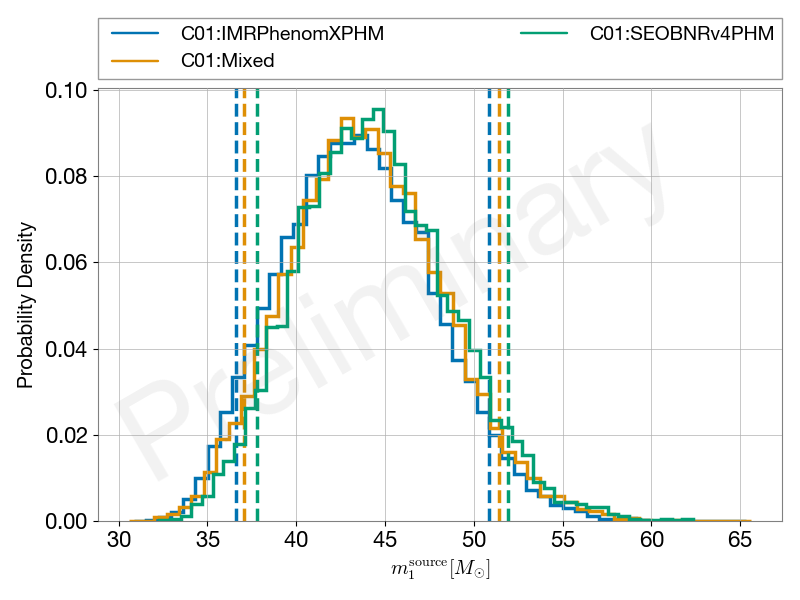 C01:IMRPhenomXPHM
C01:Mixed
C01:SEOBNRv4PHM
0.10
0.08
0.06
0.04
0.02
0.00
Probability Density
Preliminary
30 35 40 45 50 55 60 65
m₁^source [M⊙]